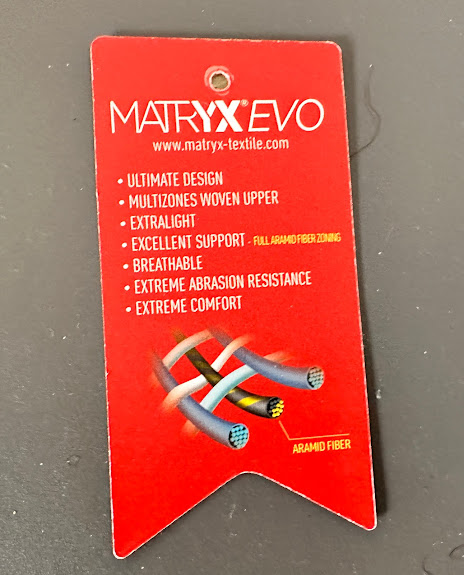 MATRYX® EVO
www.matryx-textile.com
• ULTIMATE DESIGN
• MULTIZONES WOVEN UPPER
• EXTRALIGHT
• EXCELLENT SUPPORT - FULL ARAMID FIBER ZONING
• BREATHABLE
• EXTREME ABRASION RESISTANCE
• EXTREME COMFORT
ARAMID FIBER